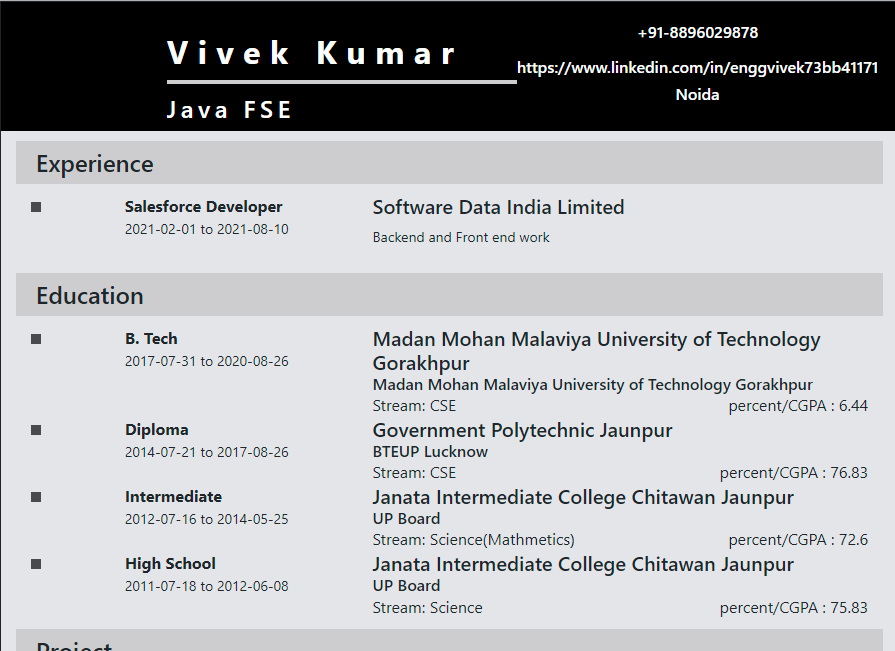 Vivek Kumar
Java FSE
+91-8896029878
https://www.linkedin.com/in/enggvivek73bb41171
Noida
Experience
Salesforce Developer
2021-02-01 to 2021-08-10
Software Data India Limited
Backend and Front end work
Education
B. Tech
2017-07-31 to 2020-08-26
Madan Mohan Malaviya University of Technology
Gorakhpur
Madan Mohan Malaviya University of Technology Gorakhpur
Stream: CSE percent/CGPA : 6.44
Diploma
2014-07-21 to 2017-08-26
Government Polytechnic Jaunpur
BTEUP Lucknow
Stream: CSE percent/CGPA : 76.83
Intermediate
2012-07-16 to 2014-05-25
Janata Intermediate College Chitawan Jaunpur
UP Board
Stream: Science(Mathmetics) percent/CGPA : 72.6
High School
2011-07-18 to 2012-06-08
Janata Intermediate College Chitawan Jaunpur
UP Board
Stream: Science percent/CGPA : 75.83
Project